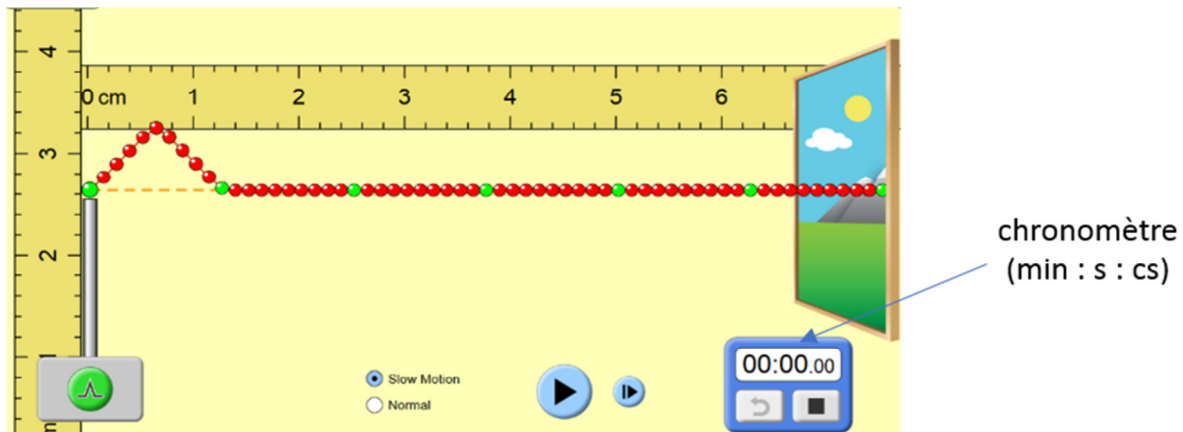 4
3
2
1
0 cm 1 2 3 4 5 6
Slow Motion
Normal
00:00.00
chronomètre
(min : s : cs)